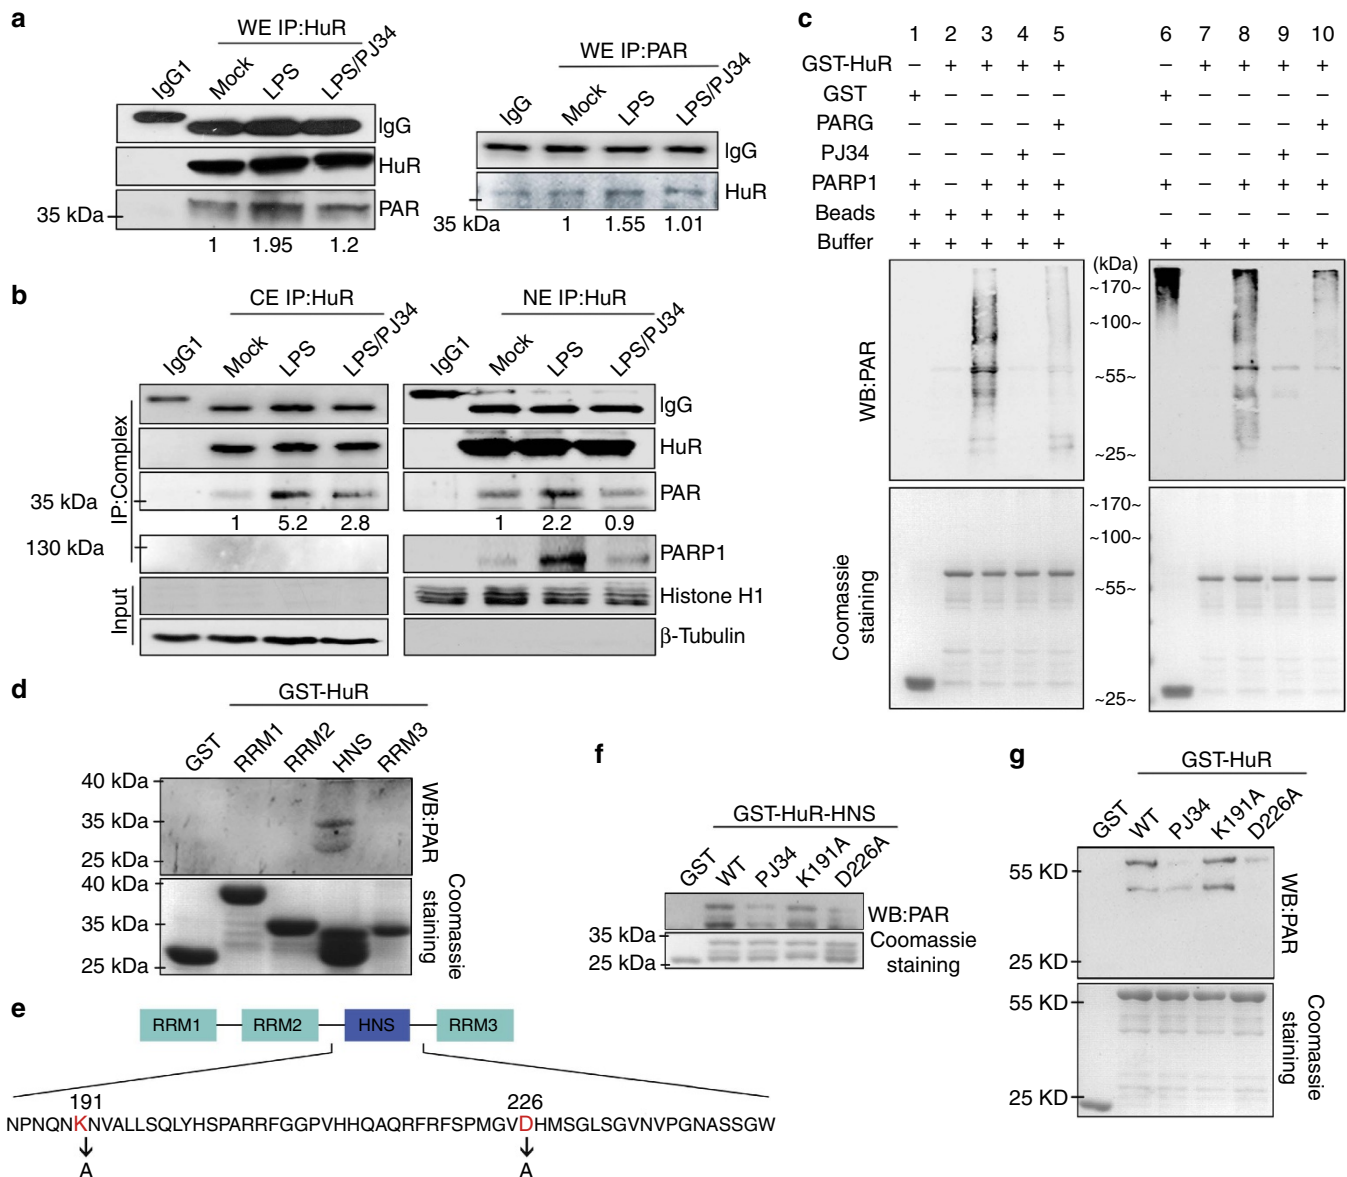 a
WE IP:HuR
IgG1 Mock LPS LPS/PJ34
IgG
HuR
PAR
35 kDa
1 1.95 1.2
WE IP:PAR
IgG Mock LPS LPS/PJ34
IgG
HuR
35 kDa
1 1.55 1.01
b
CE IP:HuR NE IP:HuR
IgG1 Mock LPS LPS/PJ34 IgG1 Mock LPS LPS/PJ34
IP:Complex
IgG
HuR
35 kDa
PAR
1 5.2 2.8 1 2.2 0.9
130 kDa
PARP1
Input
Histone H1
β-Tubulin
c
1 2 3 4 5 6 7 8 9 10
GST-HuR – + + + + – + + + +
GST + – – – – + – – – –
PARG – – – – + – – – – +
PJ34 – – – + – – – – + –
PARP1 + – + + + + – + + +
Beads + + + + + – – – – –
Buffer + + + + + + + + + +
WB:PAR
(kDa)
~170~
~100~
~55~
~25~
Coomassie
staining
~170~
~100~
~55~
~25~
d
GST-HuR
GST RRM1 RRM2 HNS RRM3
40 kDa
35 kDa
25 kDa
WB:PAR
40 kDa
35 kDa
25 kDa
Coomassie
staining
e
RRM1 RRM2 HNS RRM3
191 226
NPNQNKNVALLSQLYHSPARRFGGPVHHQAQRFRFSPMGVDHMSGLSGVNVPGNASSGW
A A
f
GST-HuR-HNS
GST WT PJ34 K191A D226A
WB:PAR
35 kDa
25 kDa
Coomassie
staining
g
GST-HuR
GST WT PJ34 K191A D226A
55 KD
25 KD
WB:PAR
55 KD
25 KD
Coomassie
staining